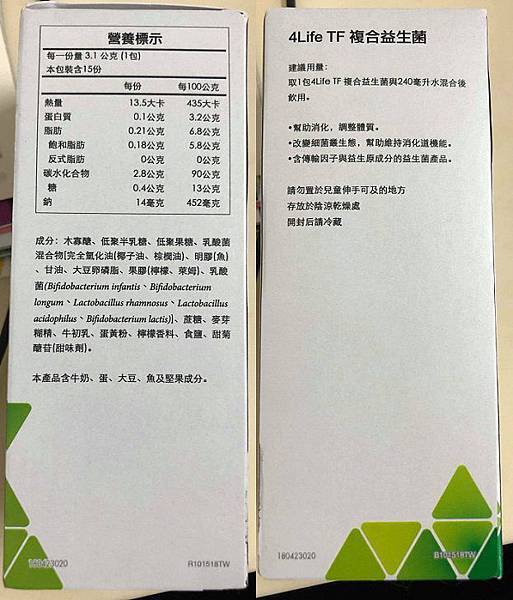 營養標示
每一份量 3.1 公克 (1包)
本包裝含15份
每份 每100公克
熱量 13.5大卡 435大卡
蛋白質 0.1公克 3.2公克
脂肪 0.21公克 6.8公克
飽和脂肪 0.18公克 5.8公克
反式脂肪 0公克 0公克
碳水化合物 2.8公克 90公克
糖 0.4公克 13公克
鈉 14毫克 452毫克
成分：木寡醣、低聚半乳糖、低聚果糖、乳酸菌
混合物[完全氫化油(椰子油、棕櫚油)、明膠(魚)
、甘油、大豆卵磷脂、果膠(檸檬、萊姆)、乳酸
菌(Bifidobacterium infantis、Bifidobacterium
longum、Lactobacillus rhamnosus、Lactobacillus
acidophilus、Bifidobacterium lactis)]、蔗糖、麥芽
糊精、牛初乳、蛋黃粉、檸檬香料、食鹽、甜菊
醣苷(甜味劑)。
本產品含牛奶、蛋、大豆、魚及堅果成分。
180423020 R101518TW
4Life TF 複合益生菌
建議用量：
取1包4Life TF 複合益生菌與240毫升水混合後
飲用。
•幫助消化，調整體質。
•改變細菌叢生態，幫助維持消化道機能。
•含傳輸因子與益生原成分的益生菌產品。
請勿置於兒童伸手可及的地方
存放於陰涼乾燥處
開封后請冷藏
180423020 B101518TW